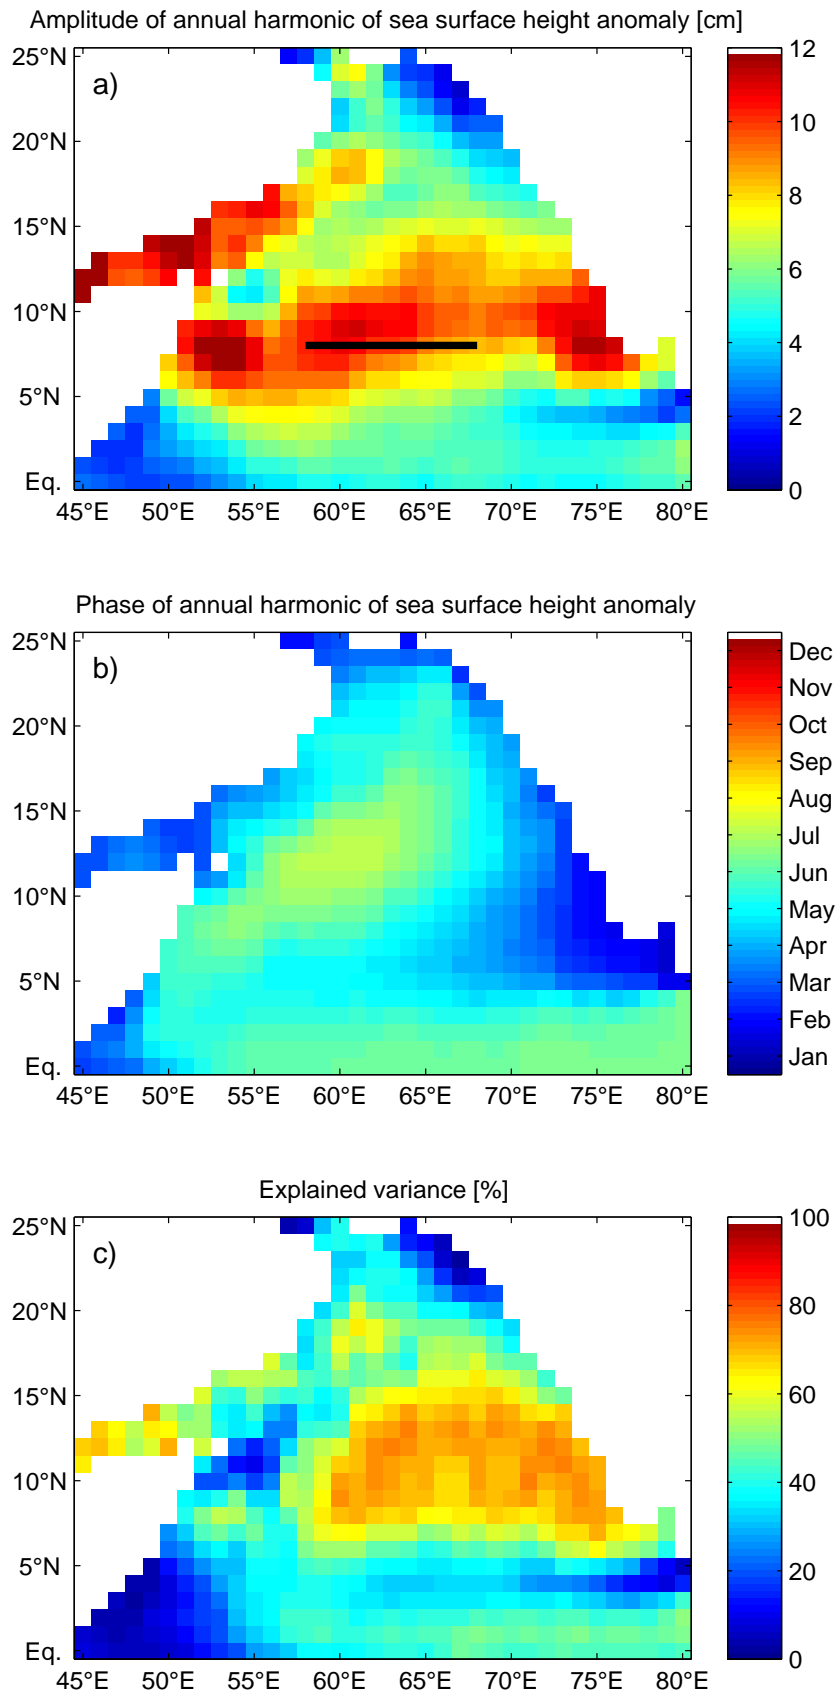 Amplitude of annual harmonic of sea surface height anomaly [cm]
a)
25°N
20°N
15°N
10°N
5°N
Eq.
45°E 50°E 55°E 60°E 65°E 70°E 75°E 80°E
12
10
8
6
4
2
0
Phase of annual harmonic of sea surface height anomaly
b)
25°N
20°N
15°N
10°N
5°N
Eq.
45°E 50°E 55°E 60°E 65°E 70°E 75°E 80°E
Dec
Nov
Oct
Sep
Aug
Jul
Jun
May
Apr
Mar
Feb
Jan
Explained variance [%]
c)
25°N
20°N
15°N
10°N
5°N
Eq.
45°E 50°E 55°E 60°E 65°E 70°E 75°E 80°E
100
80
60
40
20
0